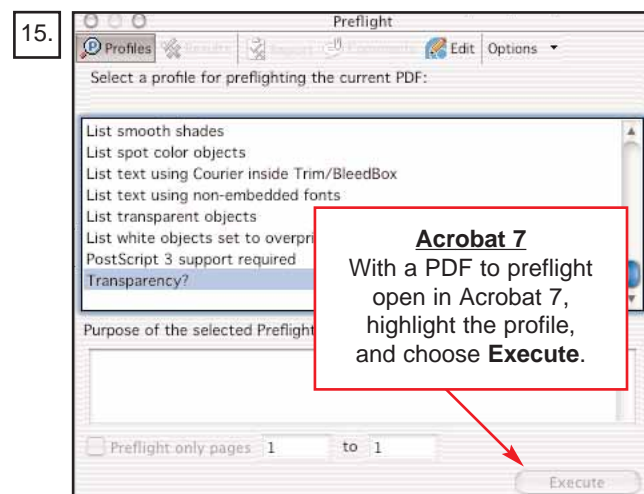 15.
Preflight
Profiles Results Report Comments Edit Options
Select a profile for preflighting the current PDF:
List smooth shades
List spot color objects
List text using Courier inside Trim/BleedBox
List text using non-embedded fonts
List transparent objects
List white objects set to overpri
PostScript 3 support required
Transparency?
Purpose of the selected Preflight
Acrobat 7
With a PDF to preflight
open in Acrobat 7,
highlight the profile,
and choose Execute.
Preflight only pages 1 to 1
Execute